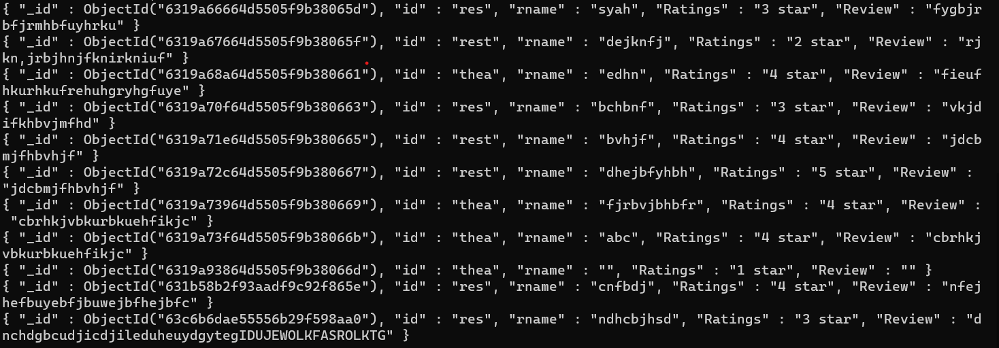 { "_id" : ObjectId("6319a66664d5505f9b38065d"), "id" : "res", "rname" : "syah", "Ratings" : "3 star", "Review" : "fygbjr
bfjrmhbfuyhrku" }
{ "_id" : ObjectId("6319a67664d5505f9b38065f"), "id" : "rest", "rname" : "dejknfj", "Ratings" : "2 star", "Review" : "rj
kn,jrbjhnjfknirkniuf" }
{ "_id" : ObjectId("6319a68a64d5505f9b380661"), "id" : "thea", "rname" : "edhn", "Ratings" : "4 star", "Review" : "fieuf
hkurhkufrehuhgryhgfuye" }
{ "_id" : ObjectId("6319a70f64d5505f9b380663"), "id" : "res", "rname" : "bchbnf", "Ratings" : "3 star", "Review" : "vkjd
ifkhbvjmfhd" }
{ "_id" : ObjectId("6319a71e64d5505f9b380665"), "id" : "rest", "rname" : "bvhjf", "Ratings" : "4 star", "Review" : "jdcb
mjfhbvhjf" }
{ "_id" : ObjectId("6319a72c64d5505f9b380667"), "id" : "rest", "rname" : "dhejbfyhbh", "Ratings" : "5 star", "Review" :
"jdcbmjfhbvhjf" }
{ "_id" : ObjectId("6319a73964d5505f9b380669"), "id" : "thea", "rname" : "fjrbvjbhbfr", "Ratings" : "4 star", "Review" :
"cbrhkjvbkurbkuehfikjc" }
{ "_id" : ObjectId("6319a73f64d5505f9b38066b"), "id" : "thea", "rname" : "abc", "Ratings" : "4 star", "Review" : "cbrhkj
vbkurbkuehfikjc" }
{ "_id" : ObjectId("6319a93864d5505f9b38066d"), "id" : "thea", "rname" : "", "Ratings" : "1 star", "Review" : "" }
{ "_id" : ObjectId("631b58b2f93aadf9c92f865e"), "id" : "res", "rname" : "cnfbdj", "Ratings" : "4 star", "Review" : "nfej
hefbuyebfjbuwejbfhejbfc" }
{ "_id" : ObjectId("63c6b6dae55556b29f598aa0"), "id" : "res", "rname" : "ndhcbjhsd", "Ratings" : "3 star", "Review" : "d
nchdgbcudjicdjileduheuydgytegIDUJEWOLKFASROLKTG" }